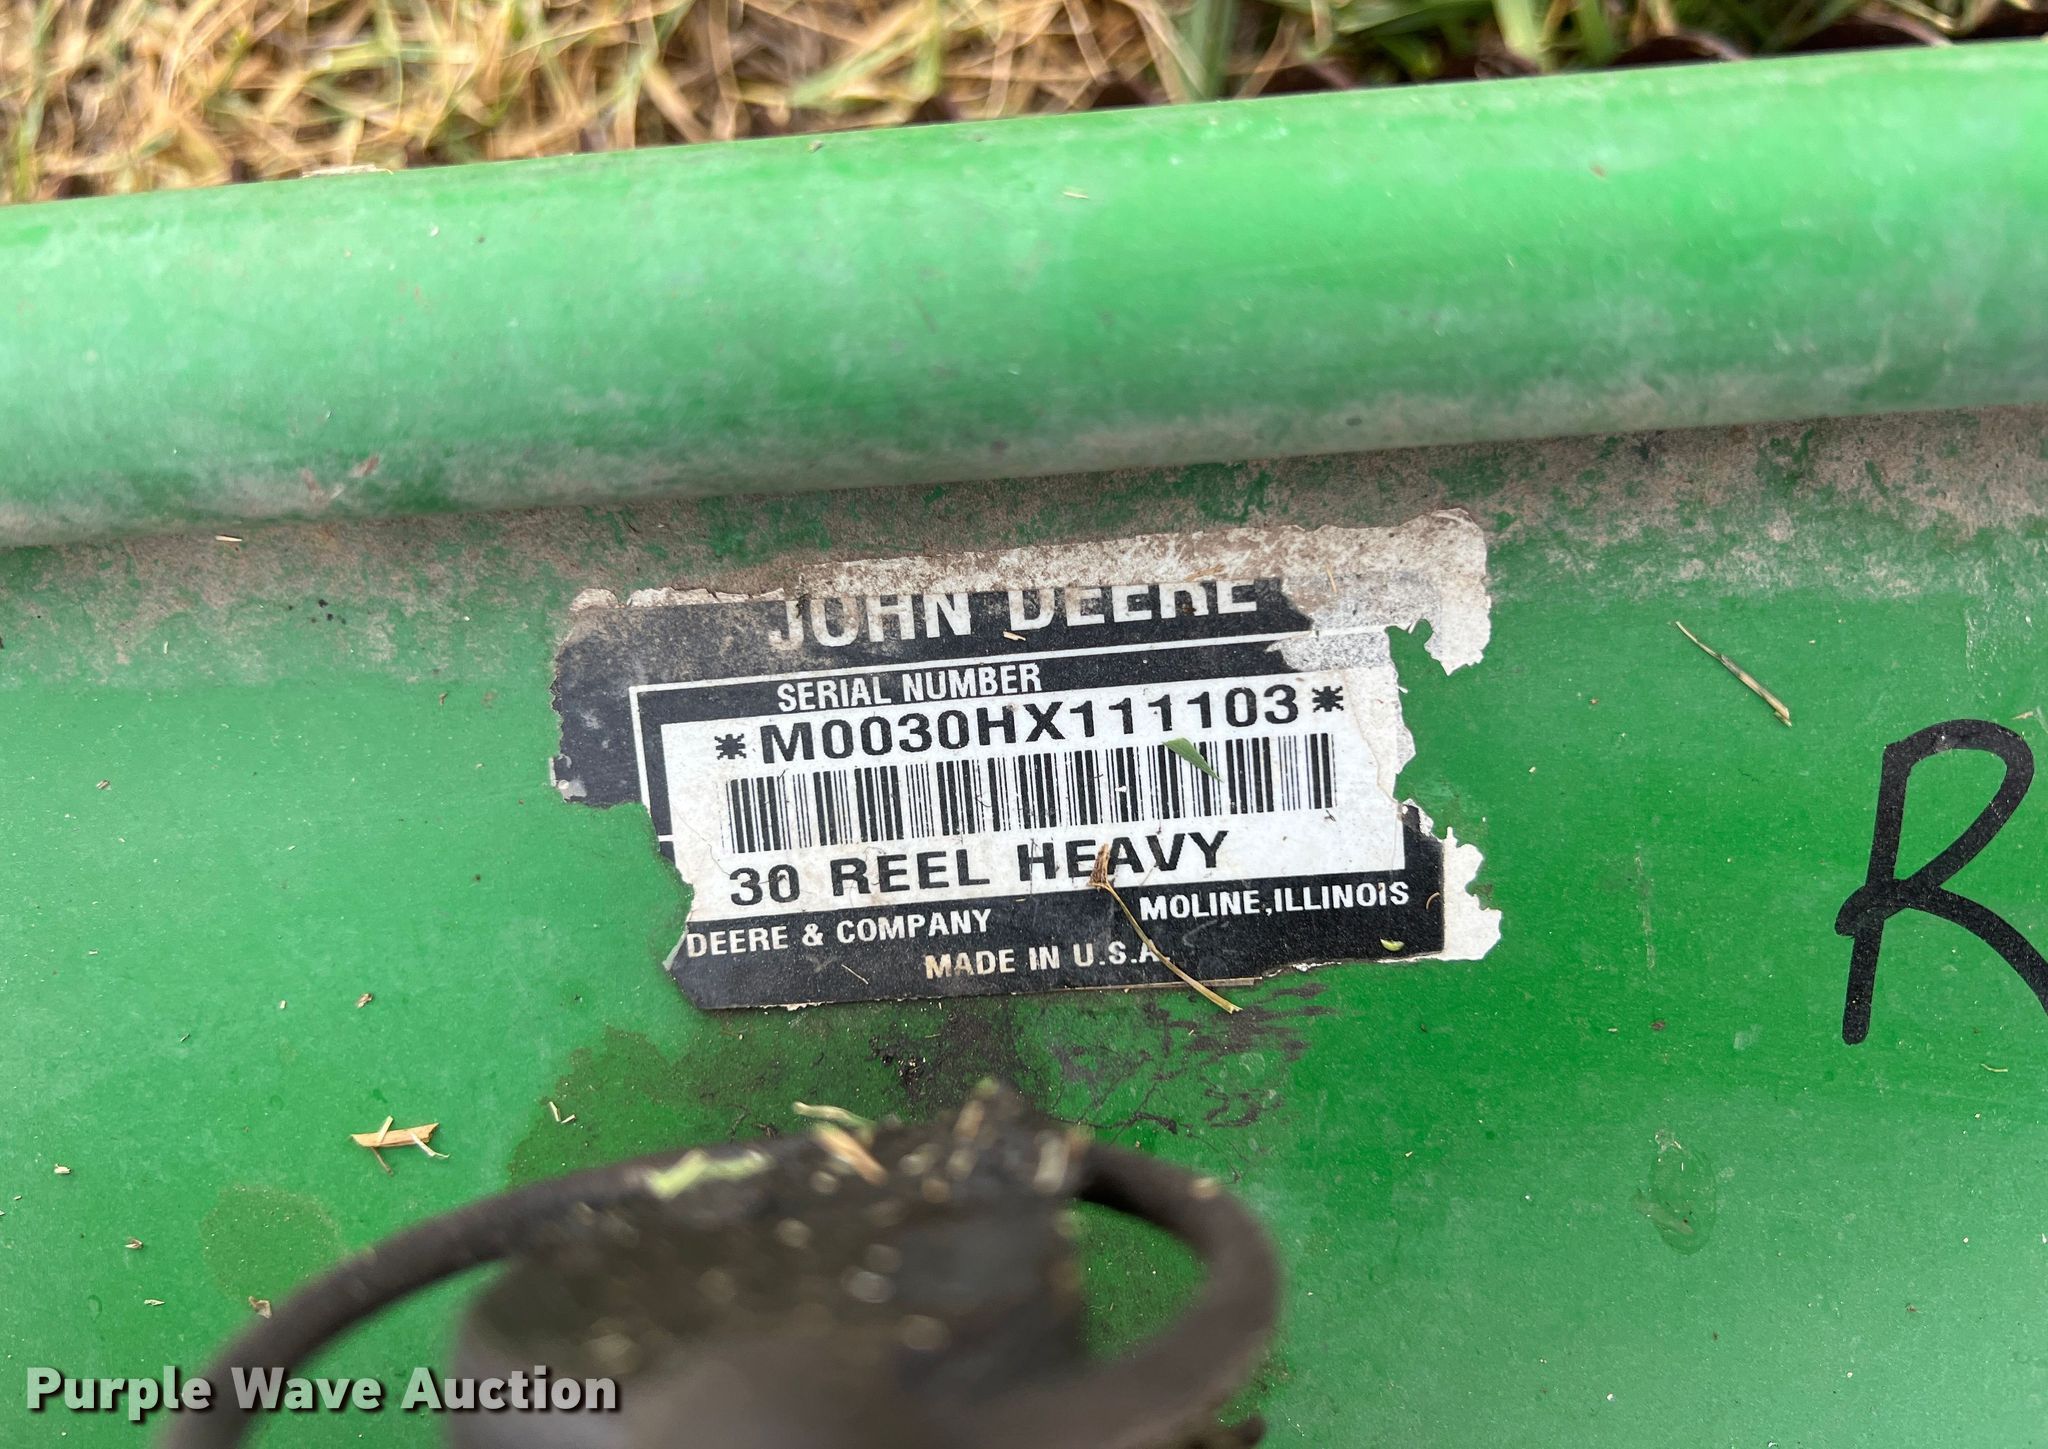 JOHN DEERE
SERIAL NUMBER
*M0030HX111103*
30 REEL HEAVY
DEERE & COMPANY MOLINE, ILLINOIS
MADE IN U.S.A.
R
Purple Wave Auction